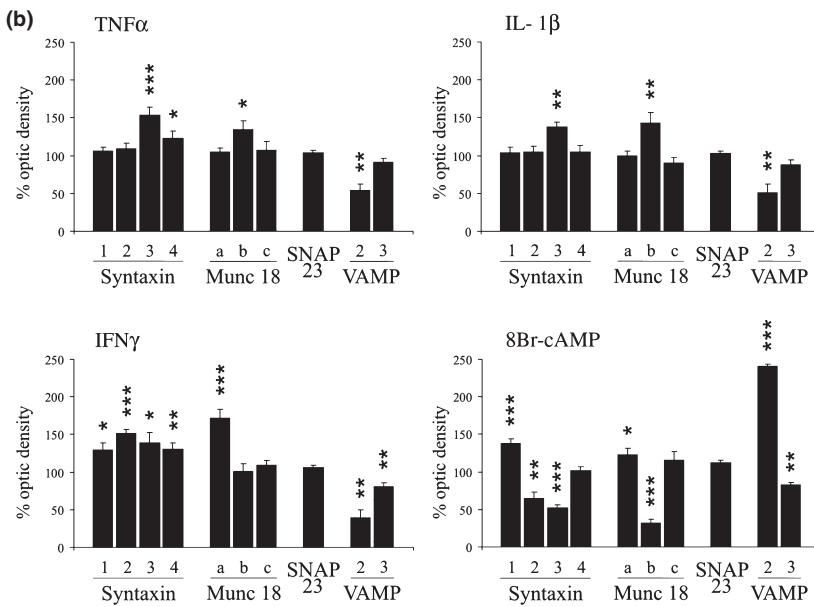 (b)
TNFα
% optic density
250
200
150
100
50
0
***
*
*
**
1 2 3 4 a b c SNAP 23 2 3
Syntaxin Munc 18 VAMP
IL- 1β
% optic density
250
200
150
100
50
0
**
**
**
1 2 3 4 a b c SNAP 23 2 3
Syntaxin Munc 18 VAMP
IFNγ
% optic density
250
200
150
100
50
0
*
***
*
**
***
**
**
1 2 3 4 a b c SNAP 23 2 3
Syntaxin Munc 18 VAMP
8Br-cAMP
% optic density
250
200
150
100
50
0
***
**
***
*
***
***
**
1 2 3 4 a b c SNAP 23 2 3
Syntaxin Munc 18 VAMP